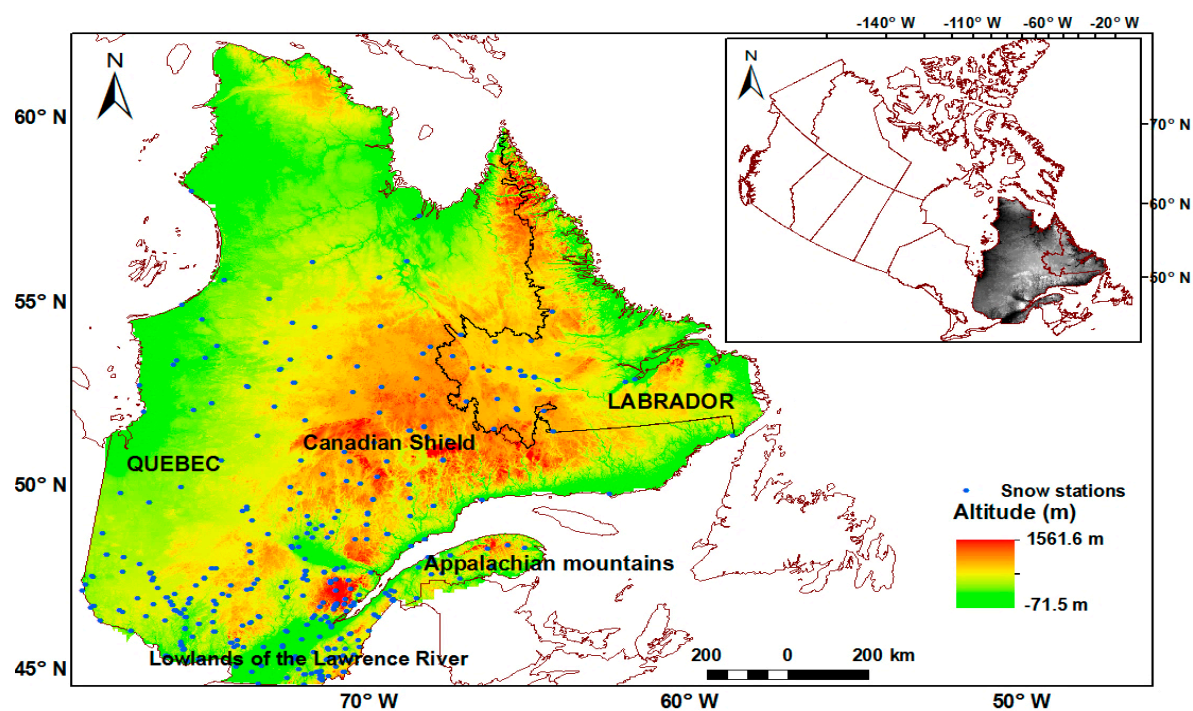 -140° W -110° W -60° W -20° W
N
N
60° N
70° N
60° N
50° N
55° N
LABRADOR
Canadian Shield
QUEBEC
50° N
Snow stations
Altitude (m)
1561.6 m
-71.5 m
Appalachian mountains
Lowlands of the Lawrence River
45° N
200 0 200 km
70° W 60° W 50° W